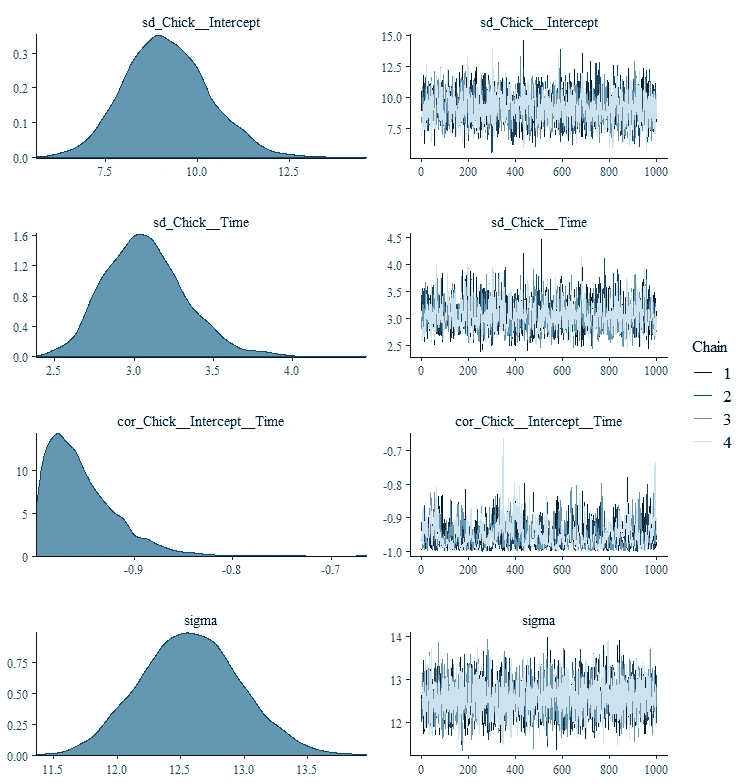 sd_Chick__Intercept
0.3
0.2
0.1
0.0
7.5 10.0 12.5
sd_Chick__Intercept
15.0
12.5
10.0
7.5
0 200 400 600 800 1000
sd_Chick__Time
1.6
1.2
0.8
0.4
0.0
2.5 3.0 3.5 4.0
sd_Chick__Time
4.5
4.0
3.5
3.0
2.5
0 200 400 600 800 1000
cor_Chick__Intercept__Time
10
5
0
-0.9 -0.8 -0.7
cor_Chick__Intercept__Time
-0.7
-0.8
-0.9
-1.0
0 200 400 600 800 1000
sigma
0.75
0.50
0.25
0.00
11.5 12.0 12.5 13.0 13.5
sigma
14
13
12
0 200 400 600 800 1000
Chain
1
2
3
4